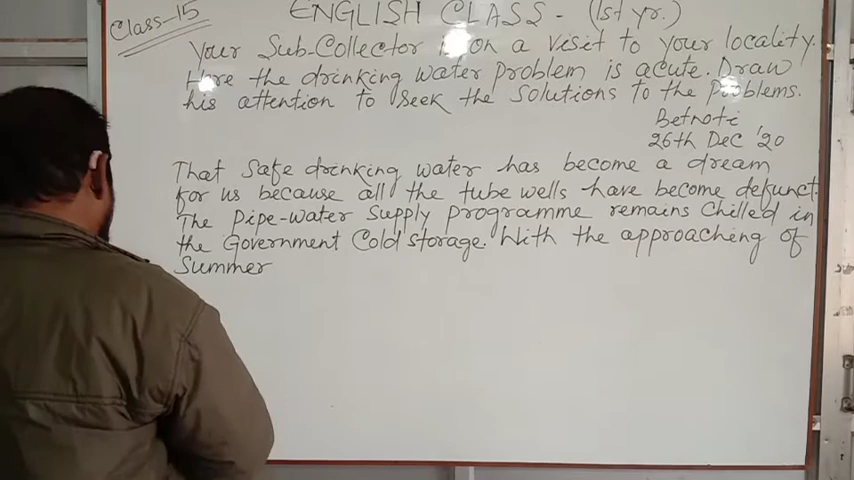 Class-15
ENGLISH CLASS - (1st yr.)
Your Sub-Collector is on a visit to your locality.
Here the drinking water problem is acute. Draw
his attention to seek the solutions to the problems.
Betnoti
26th Dec '20
That safe drinking water has become a dream
for us because all the tube wells have become defunct.
The pipe-water supply programme remains chilled in
the Government Cold storage. With the approaching of
Summer